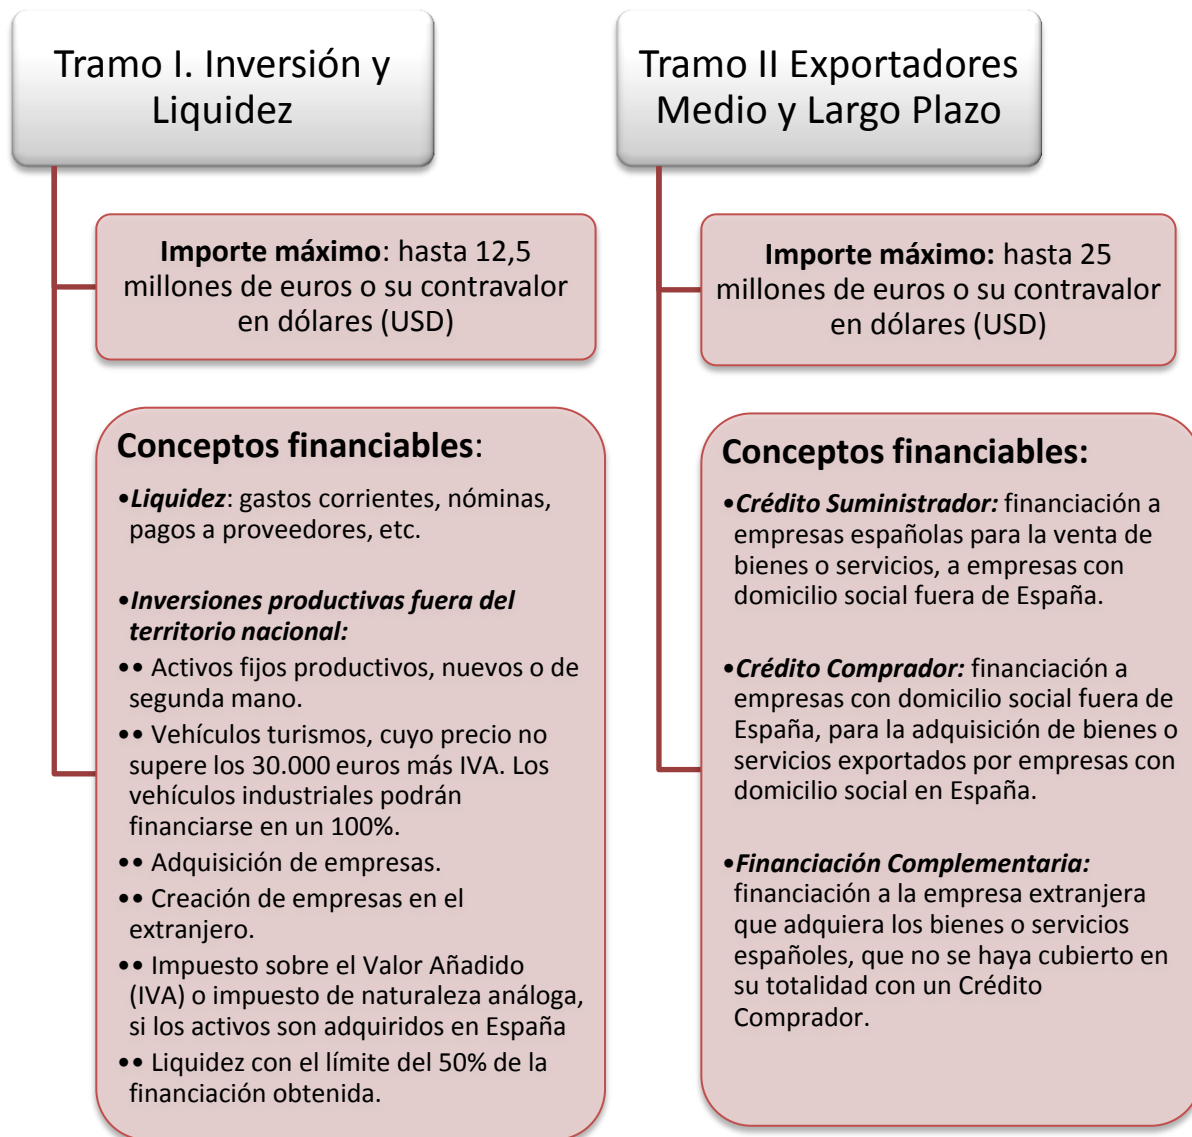 Tramo I. Inversión y
Liquidez
Importe máximo: hasta 12,5
millones de euros o su contravalor
en dólares (USD)
Conceptos financiables:
•Liquidez: gastos corrientes, nóminas,
pagos a proveedores, etc.
•Inversiones productivas fuera del
territorio nacional:
•• Activos fijos productivos, nuevos o de
segunda mano.
•• Vehículos turismos, cuyo precio no
supere los 30.000 euros más IVA. Los
vehículos industriales podrán
financiarse en un 100%.
•• Adquisición de empresas.
•• Creación de empresas en el
extranjero.
•• Impuesto sobre el Valor Añadido
(IVA) o impuesto de naturaleza análoga,
si los activos son adquiridos en España
•• Liquidez con el límite del 50% de la
financiación obtenida.
Tramo II Exportadores
Medio y Largo Plazo
Importe máximo: hasta 25
millones de euros o su contravalor
en dólares (USD)
Conceptos financiables:
•Crédito Suministrador: financiación a
empresas españolas para la venta de
bienes o servicios, a empresas con
domicilio social fuera de España.
•Crédito Comprador: financiación a
empresas con domicilio social fuera de
España, para la adquisición de bienes o
servicios exportados por empresas con
domicilio social en España.
•Financiación Complementaria:
financiación a la empresa extranjera
que adquiera los bienes o servicios
españoles, que no se haya cubierto en
su totalidad con un Crédito
Comprador.